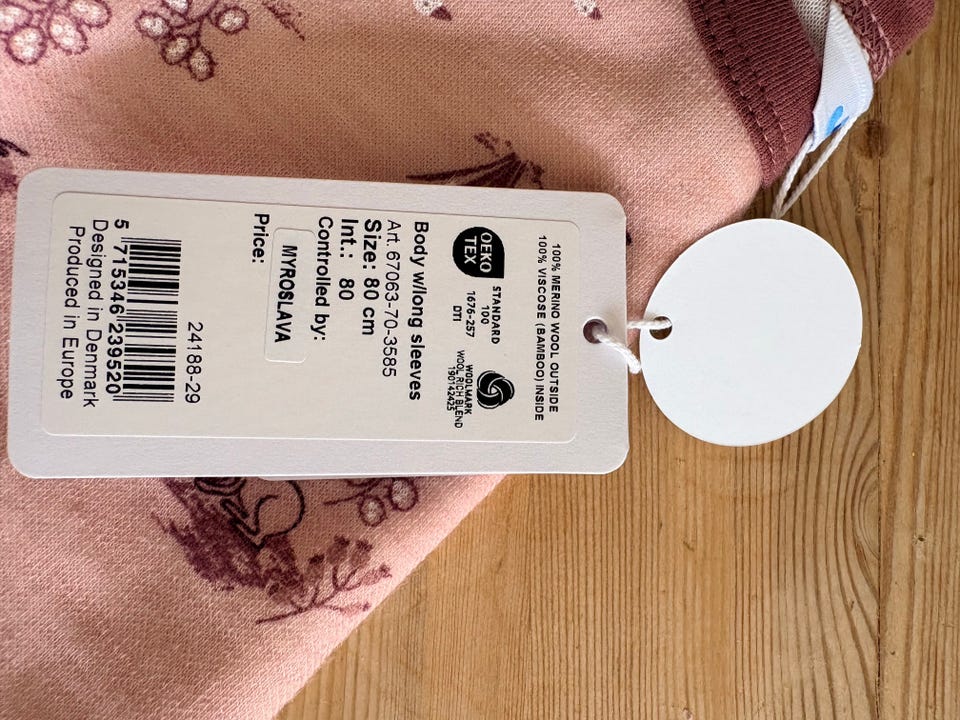 100% MERINO WOOL OUTSIDE
100% VISCOSE (BAMBOO) INSIDE
OEKO
TEX
STANDARD
100
1676-257
DTI
WOOLMARK
WOOL RICH BLEND
190142425
Body w/long sleeves
Art. 67063-70-3585
Size: 80 cm
Int.: 80
Controlled by:
MYROSLAVA
Price:
24188-29
5 715346 239520
Designed in Denmark
Produced in Europe